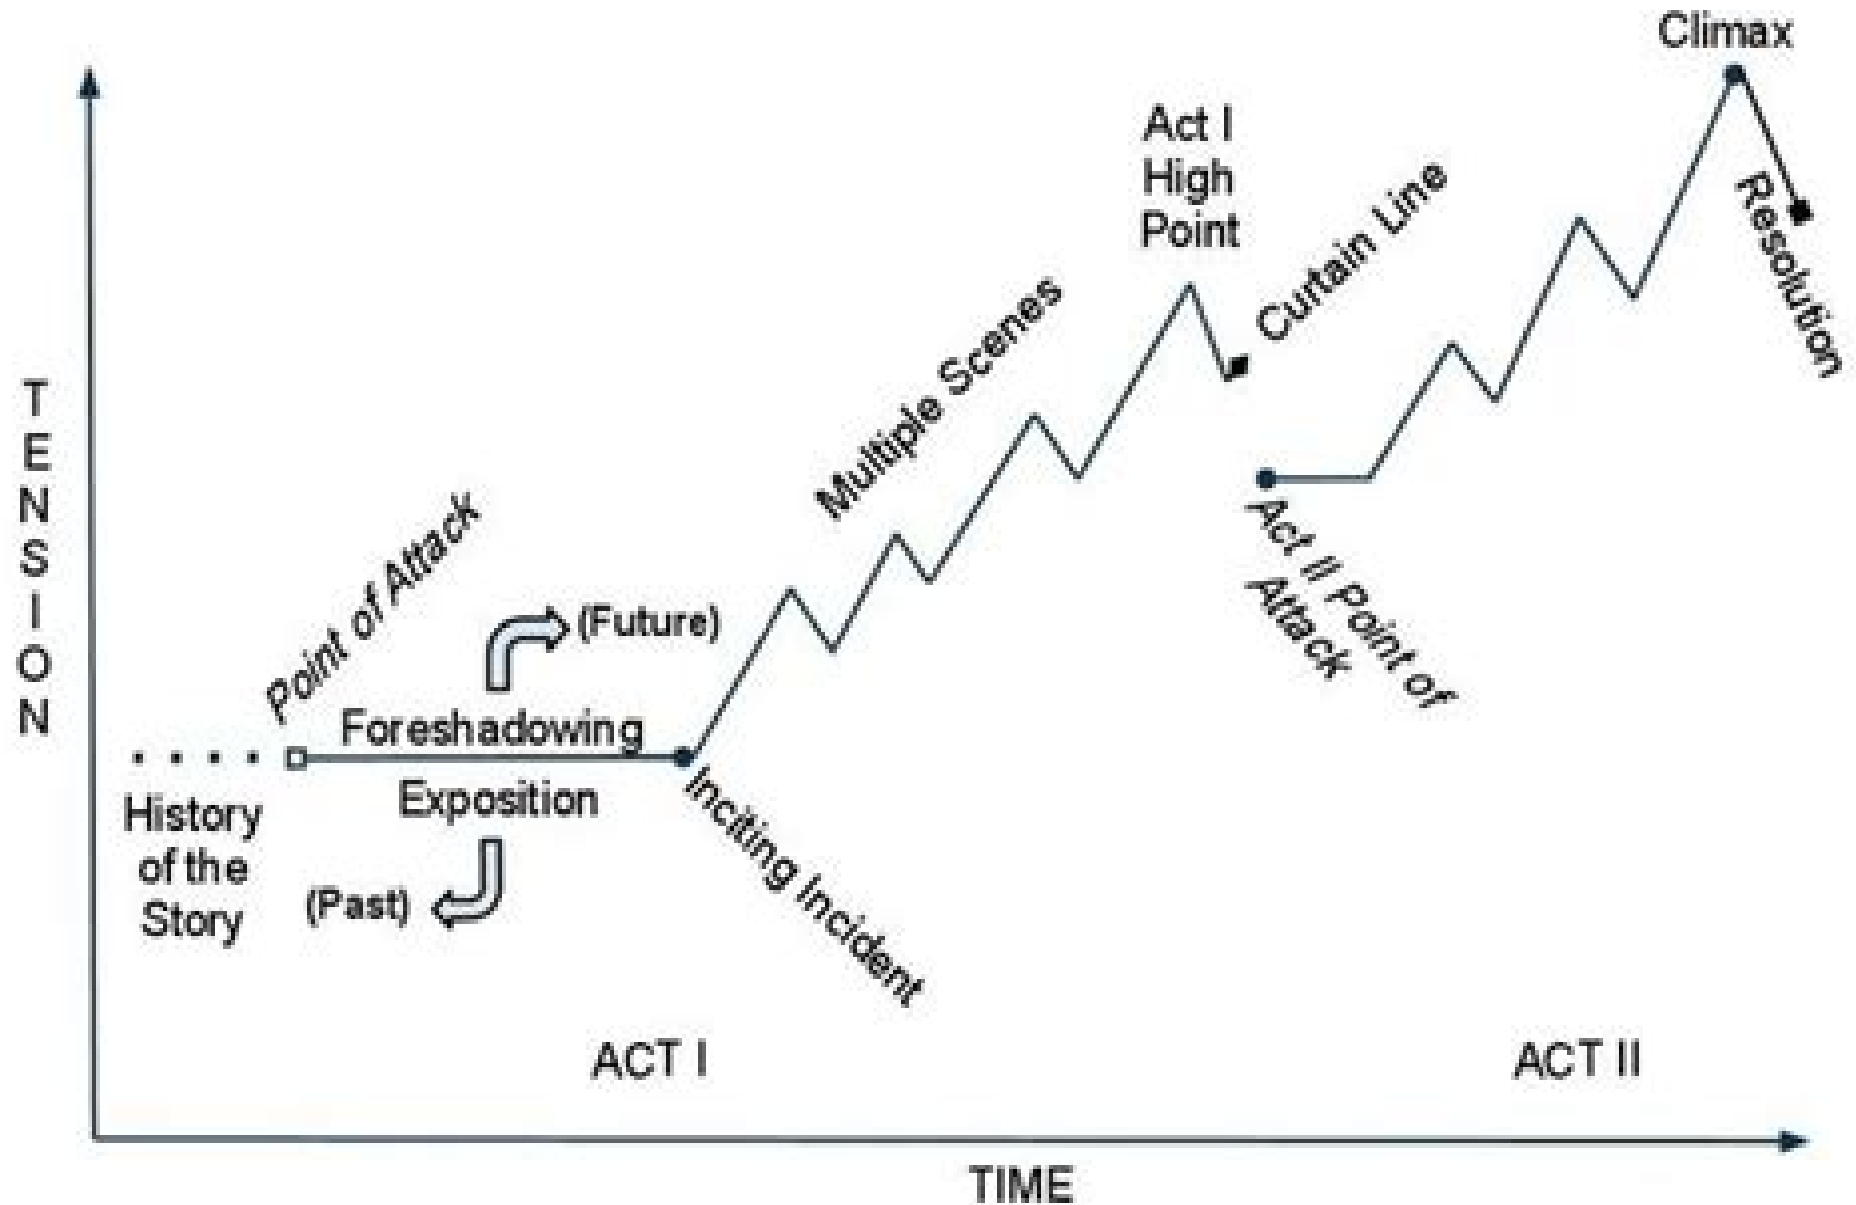 Climax
Act I
High
Point
Curtain Line
Resolution
Multiple Scenes
T
E
N
S
I
O
N
Point of Attack
(Future)
Foreshadowing
Exposition
(Past)
History
of the
Story
Inciting Incident
Act II Point of
Attack
ACT I
ACT II
TIME